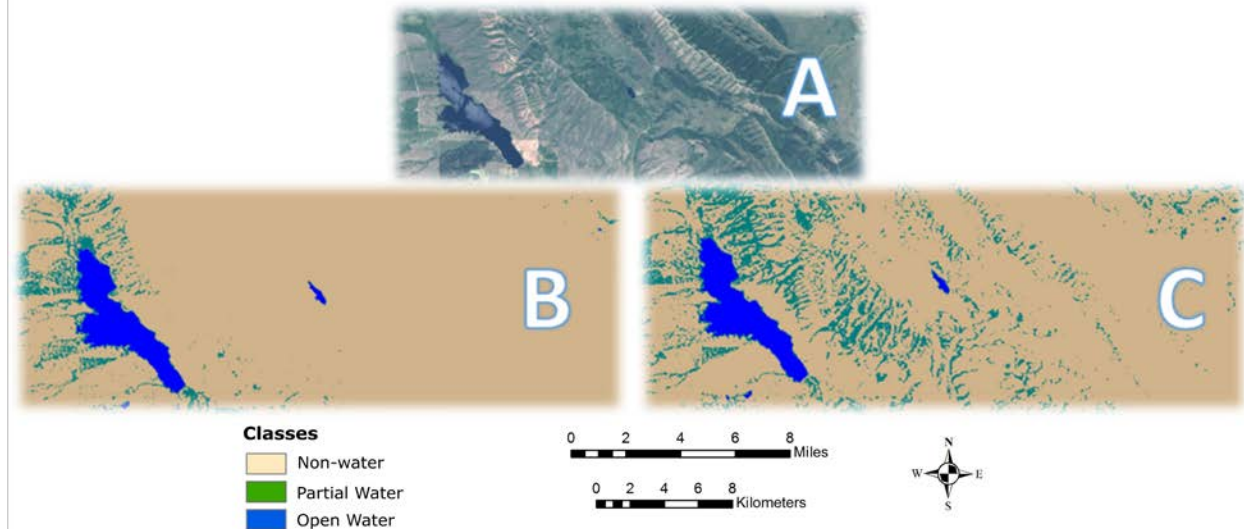 A
B
C
Classes
Non-water
Partial Water
Open Water
0 2 4 6 8
Miles
0 2 4 6 8
Kilometers
N
W E
S